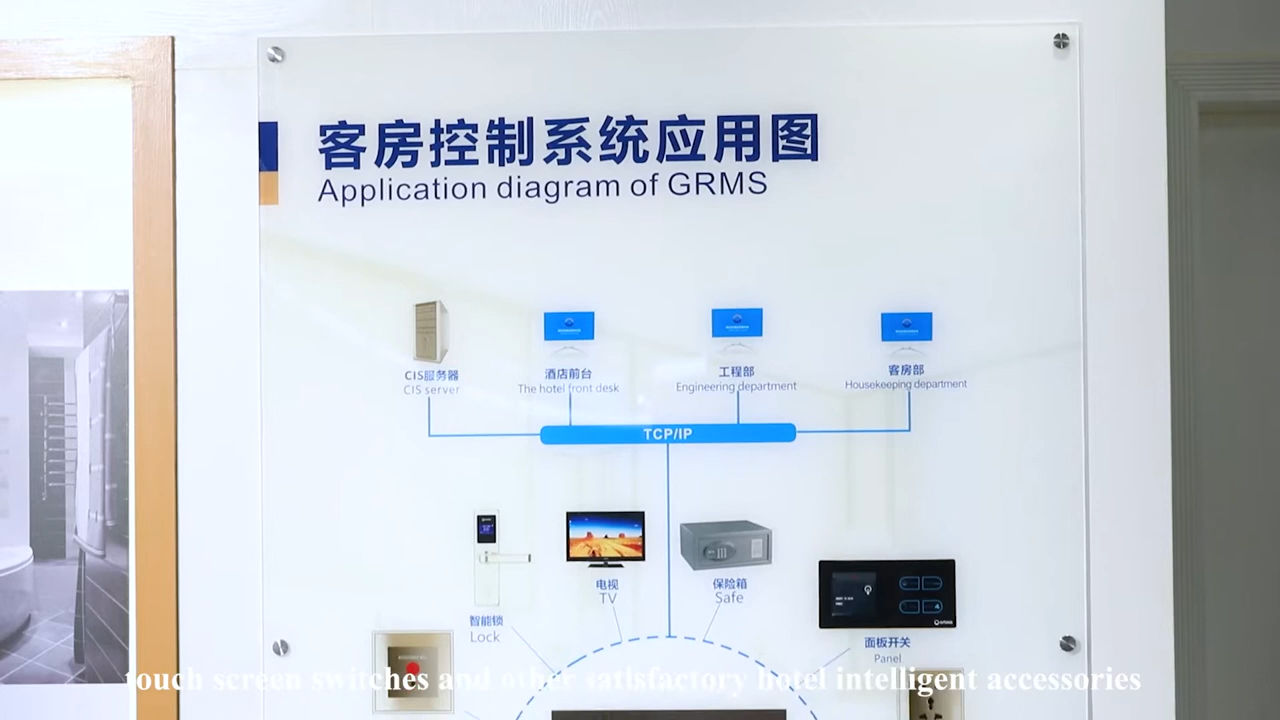 客房控制系统应用图
Application diagram of GRMS
CIS服务器
CIS server
酒店前台
The hotel front desk
工程部
Engineering department
客房部
Housekeeping department
TCP/IP
电视
TV
保险箱
Safe
智能锁
Lock
面板开关
Panel
touch screen switches and other satisfactory hotel intelligent accessories